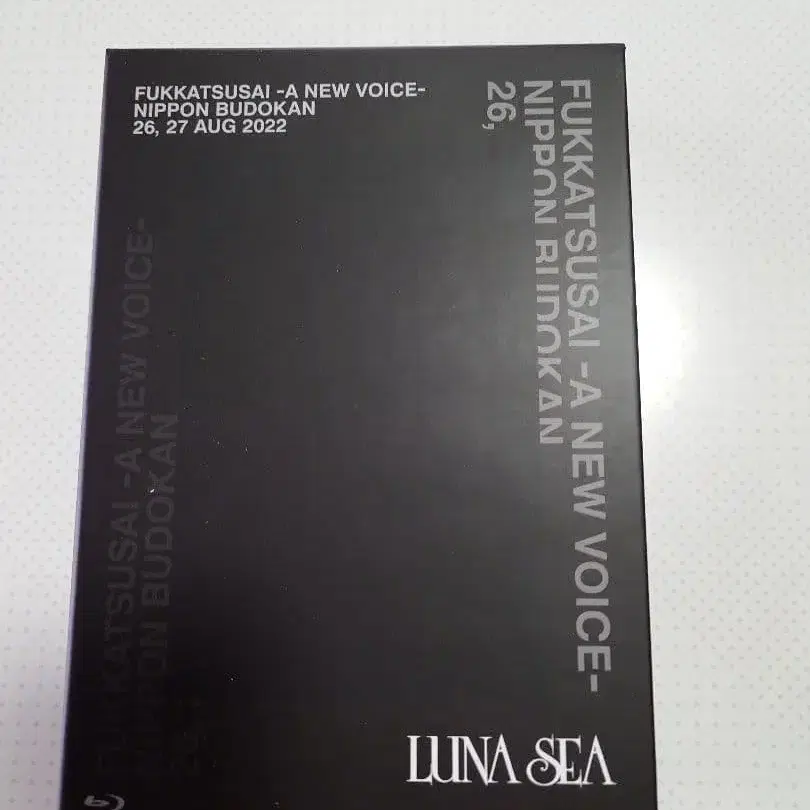 FUKKATSUSAI -A NEW VOICE-
NIPPON BUDOKAN
26, 27 AUG 2022
FUKKATSUSAI -A NEW VOICE-
NIPPON BUDOKAN
26,
FUKKATSUSAI -A NEW VOICE-
NIPPON BUDOKAN
LUNA SEA